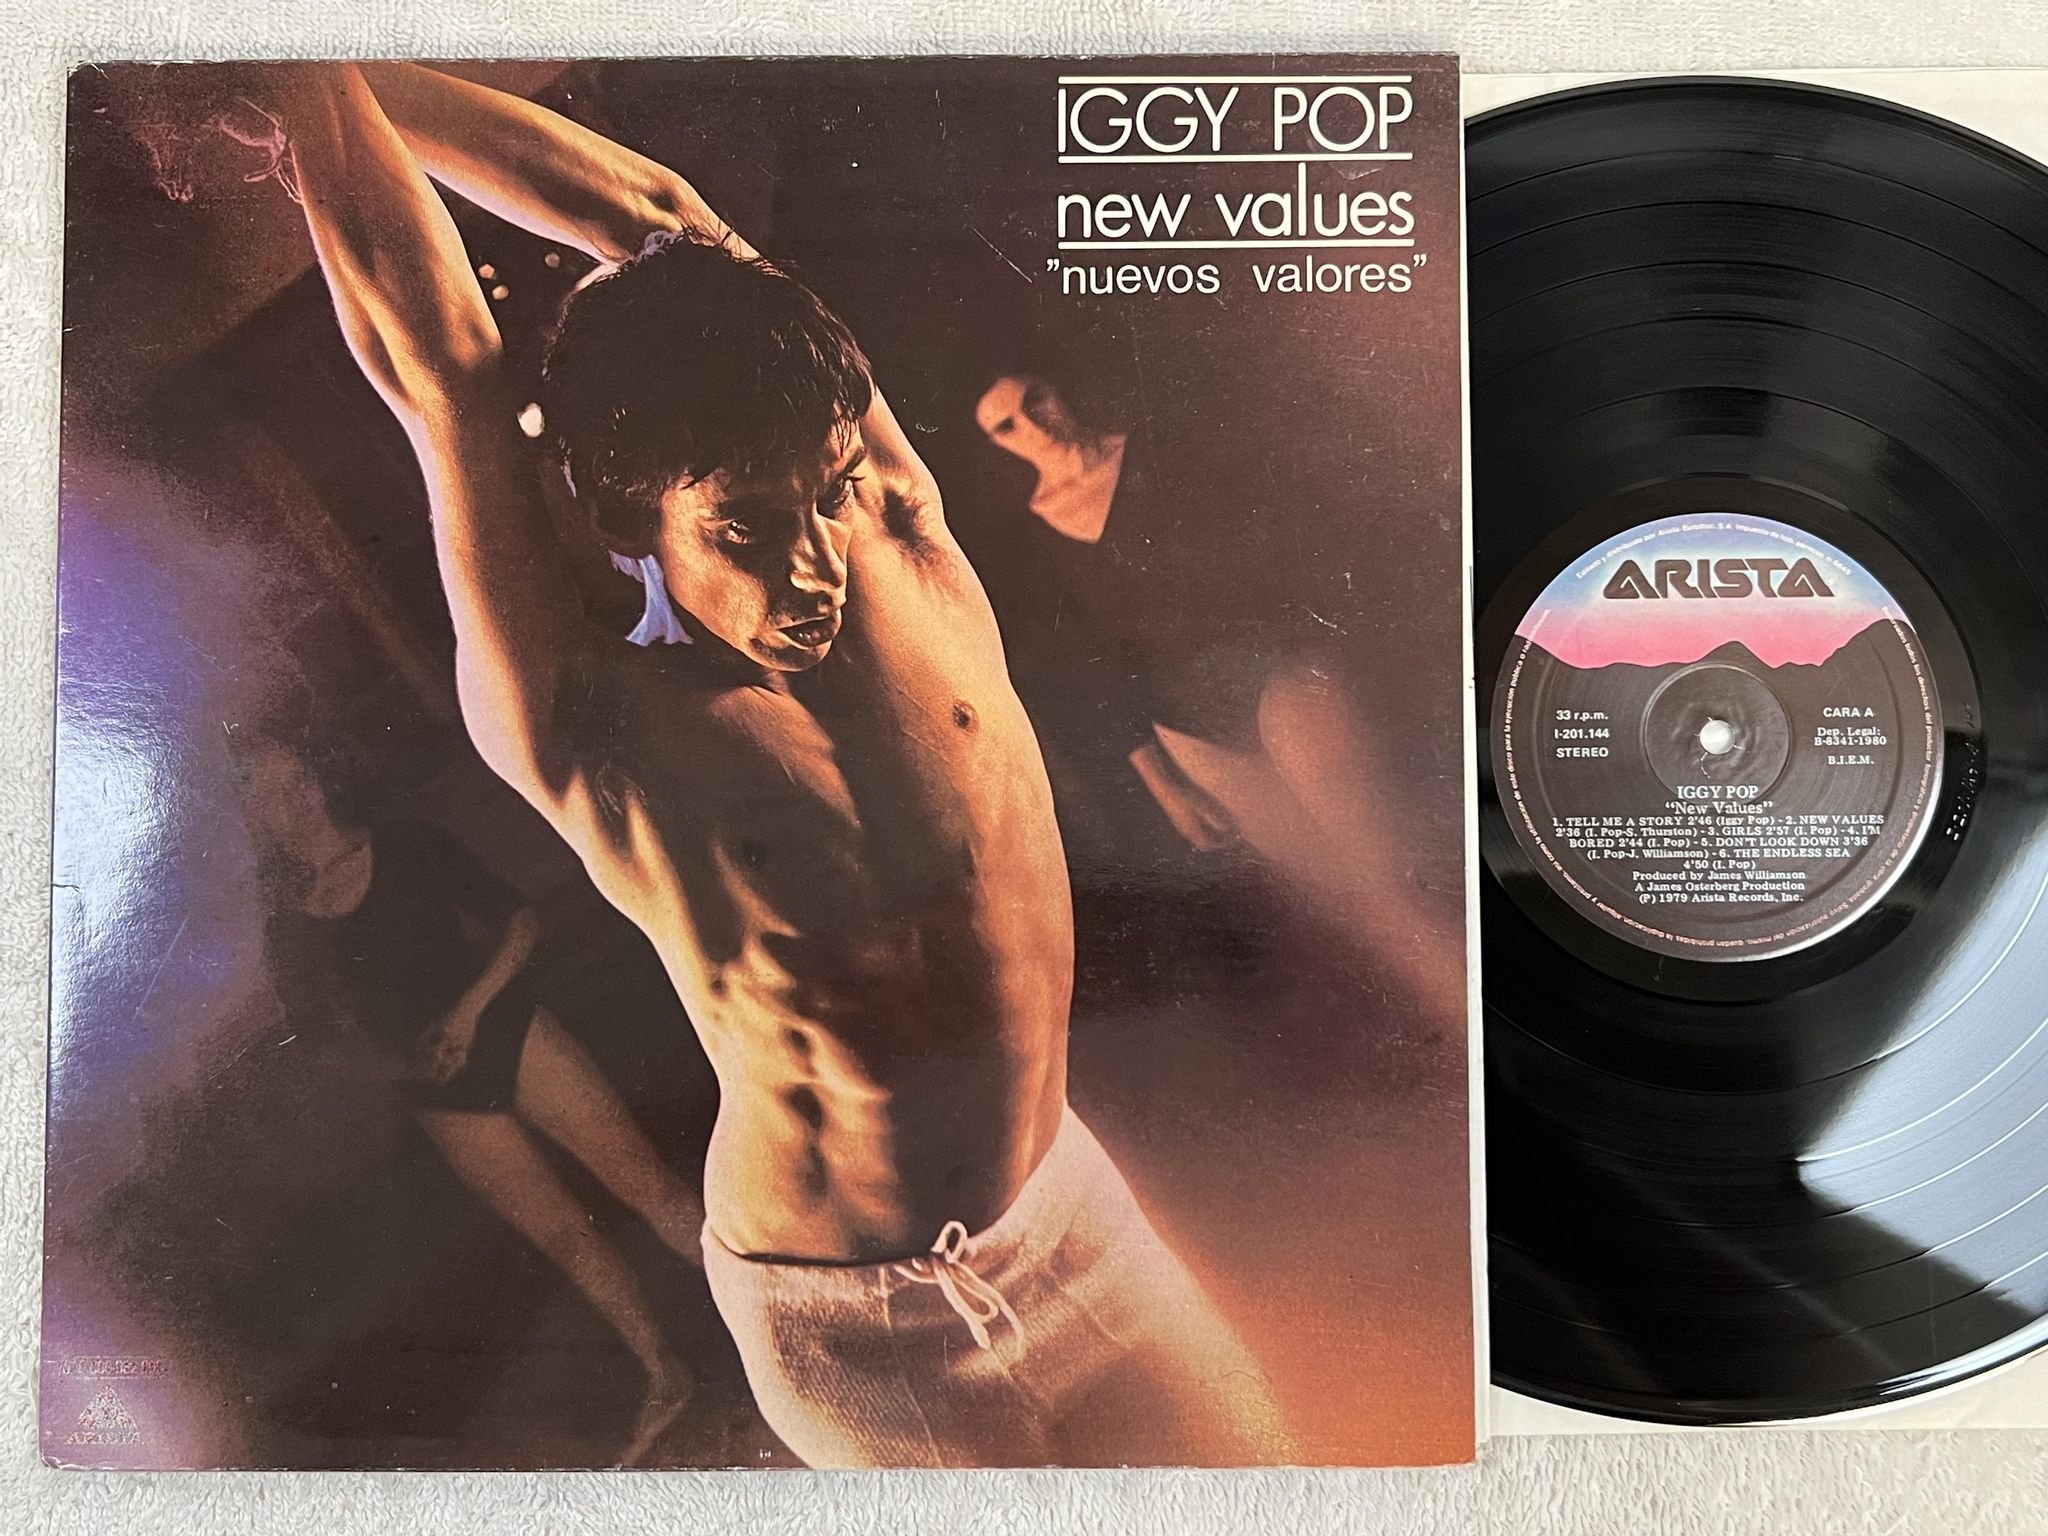 IGGY POP
new values
"nuevos valores"
ARISTA
33 r.p.m.
I-201.144
STEREO
CARA A
Dep. Legal:
B-8341-1980
B.I.E.M.
IGGY POP
"New Values"
1. TELL ME A STORY 2'46 (Iggy Pop) - 2. NEW VALUES
2'36 (I. Pop-S. Thurston) - 3. GIRLS 2'57 (I. Pop) - 4. I'M
BORED 2'44 (I. Pop) - 5. DON'T LOOK DOWN 3'36
(I. Pop-J. Williamson) - 6. THE ENDLESS SEA
4'50 (I. Pop)
Produced by James Williamson
A James Osterberg Production
(P) 1979 Arista Records, Inc.
ARISTA